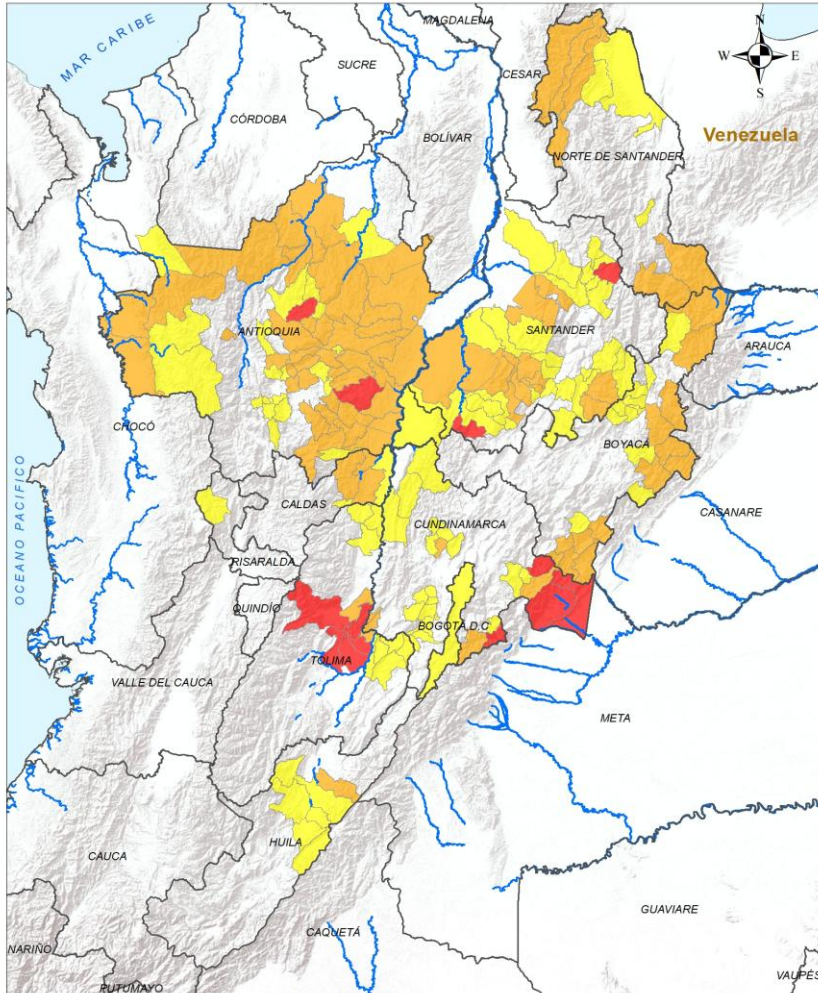 MAGDALENA
N
W E
S
MAR CARIBE
SUCRE
CESAR
CÓRDOBA
BOLÍVAR
Venezuela
NORTE DE SANTANDER
ANTIOQUIA
SANTANDER
ARAUCA
CHOCÓ
BOYACÁ
OCEANO PACIFICO
CALDAS
CASANARE
CUNDINAMARCA
RISARALDA
QUINDÍO
BOGOTÁ, D.C.
TOLIMA
VALLE DEL CAUCA
META
HUILA
CAUCA
GUAVIARE
CAQUETÁ
NARIÑO
PUTUMAYO
VAUPÉS